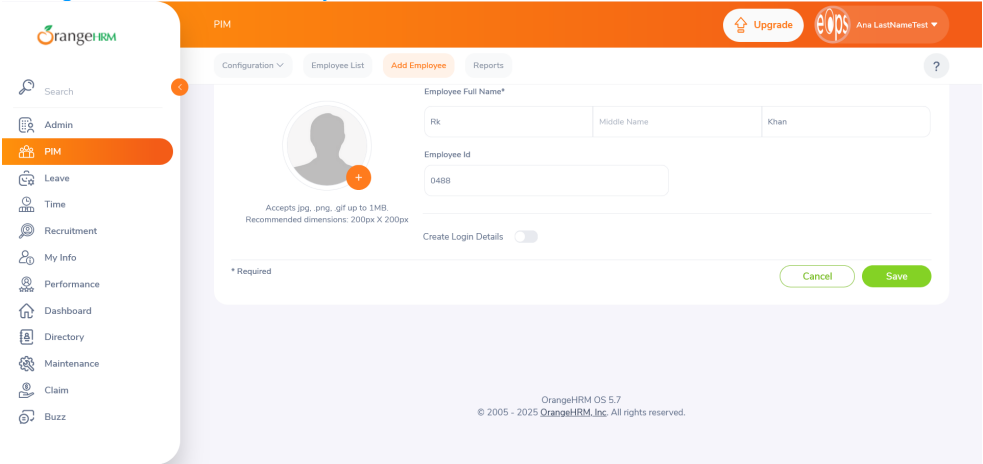 PIM
Upgrade
Ana LastNameTest
OrangeHRM
Configuration
Employee List
Add Employee
Reports
?
Search
Admin
PIM
Leave
Time
Recruitment
My Info
Performance
Dashboard
Directory
Maintenance
Claim
Buzz
Employee Full Name*
Rk
Middle Name
Khan
Employee Id
0488
Accepts jpg, .png, .gif up to 1MB.
Recommended dimensions: 200px X 200px
Create Login Details
* Required
Cancel
Save
OrangeHRM OS 5.7
© 2005 - 2025 OrangeHRM, Inc. All rights reserved.